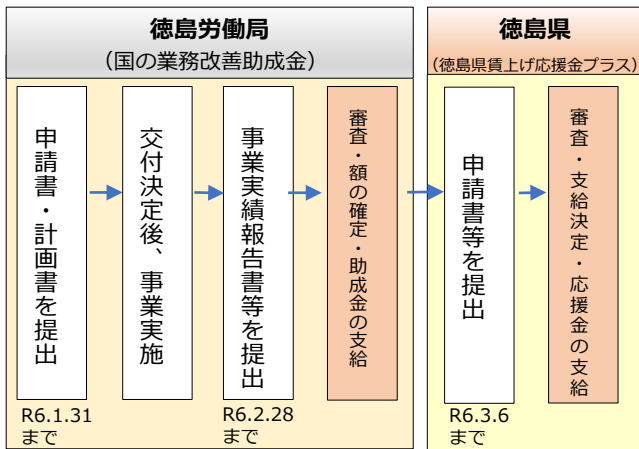 徳島労働局
（国の業務改善助成金）
申請書・計画書を提出
R6.1.31
まで
交付決定後、事業実施
事業実績報告書等を提出
R6.2.28
まで
審査・額の確定・助成金の支給
徳島県
（徳島県賃上げ応援金プラス）
申請書等を提出
R6.3.6
まで
審査・支給決定・応援金の支給